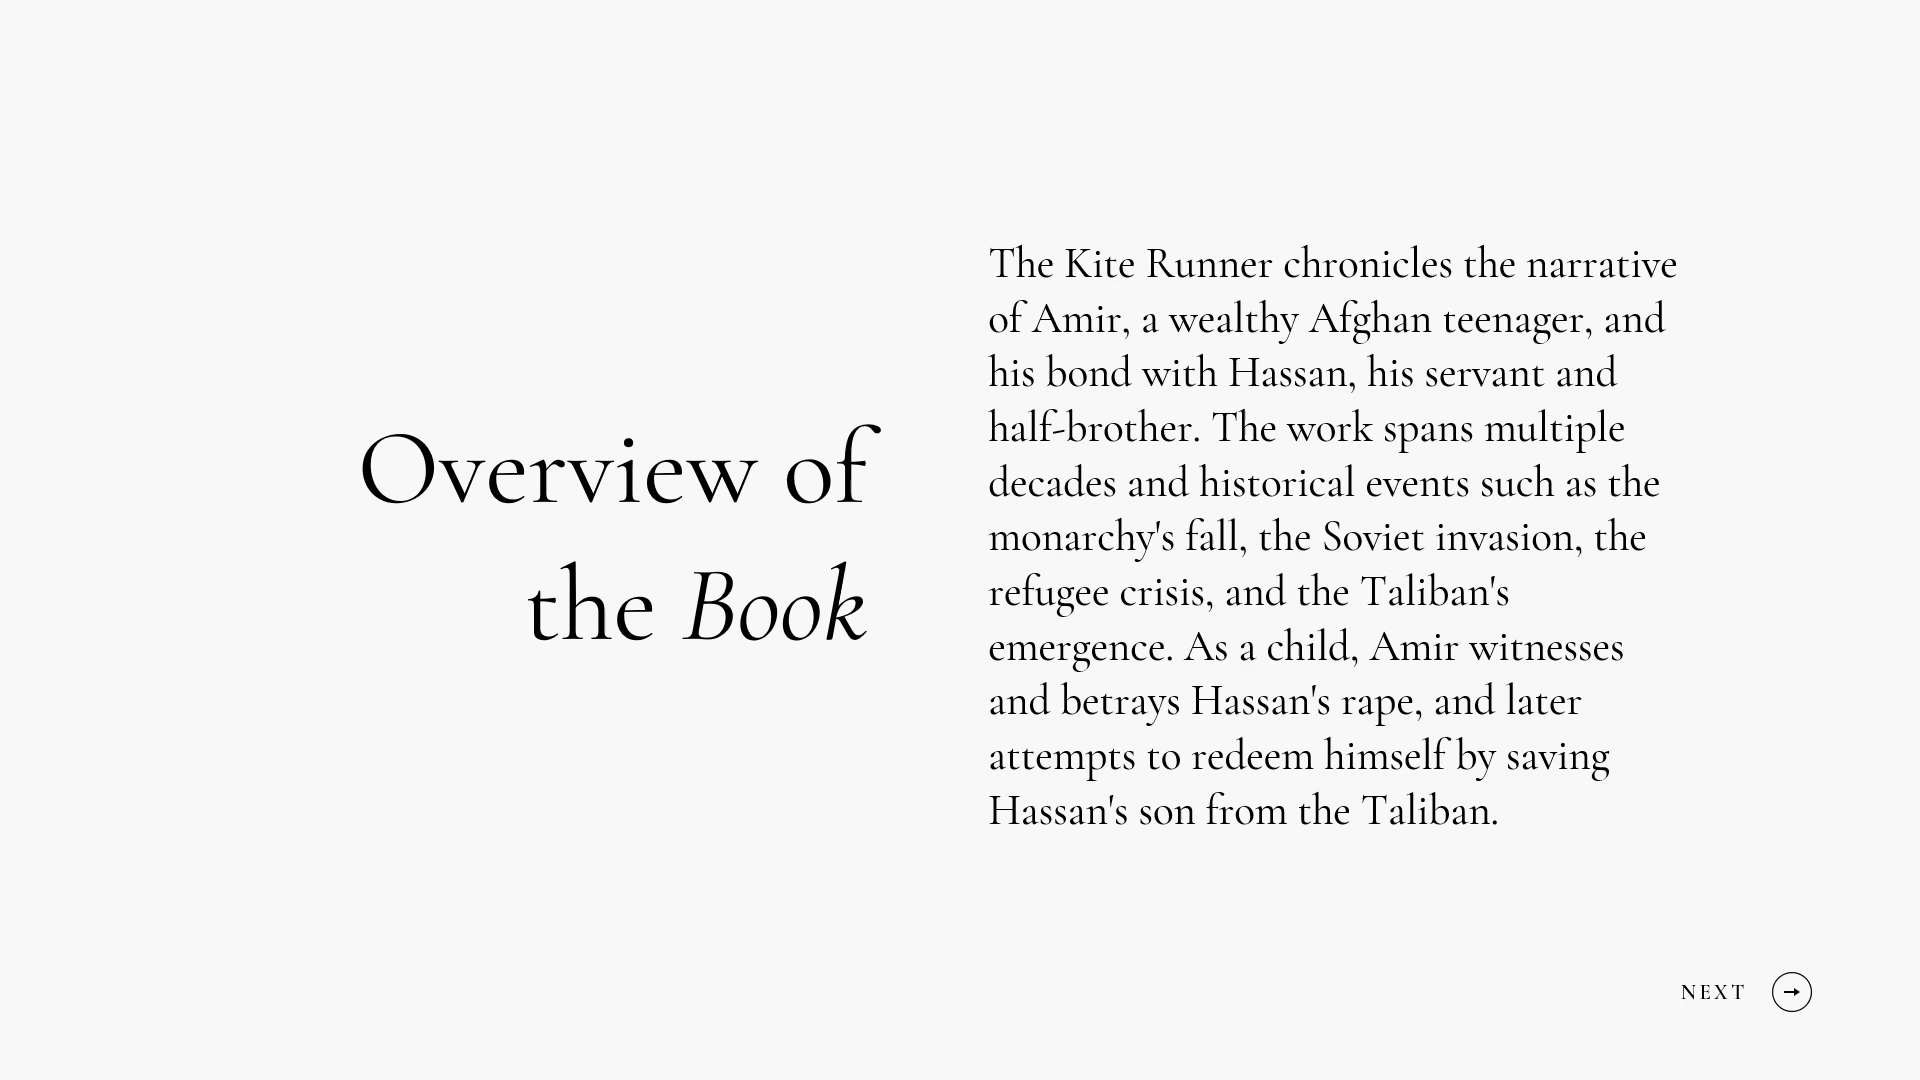 Overview of
the Book
The Kite Runner chronicles the narrative
of Amir, a wealthy Afghan teenager, and
his bond with Hassan, his servant and
half-brother. The work spans multiple
decades and historical events such as the
monarchy's fall, the Soviet invasion, the
refugee crisis, and the Taliban's
emergence. As a child, Amir witnesses
and betrays Hassan's rape, and later
attempts to redeem himself by saving
Hassan's son from the Taliban.
NEXT